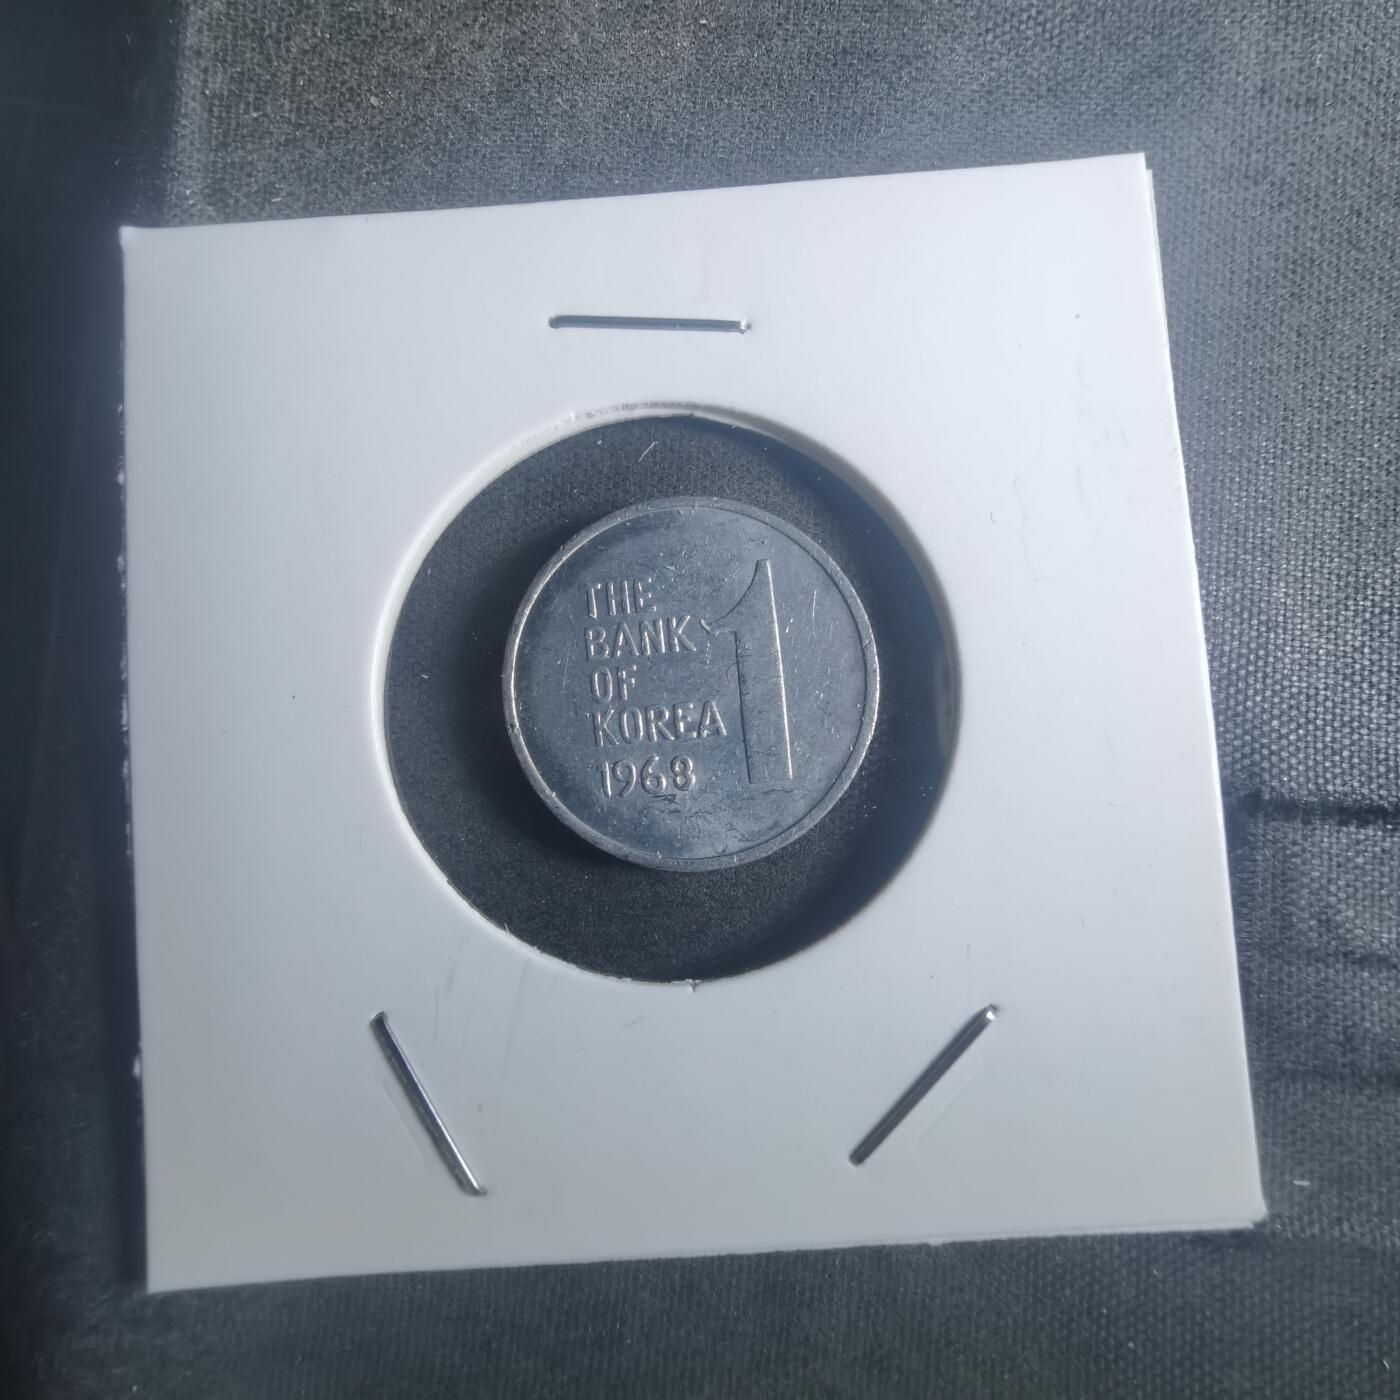 THE
BANK
OF
KOREA
1968
1